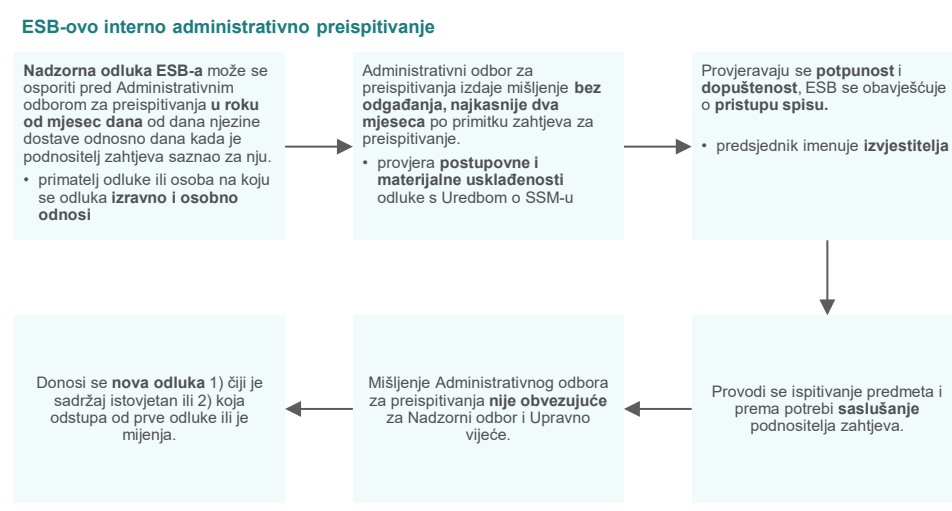 ESB-ovo interno administrativno preispitivanje
Nadzorna odluka ESB-a može se
osporiti pred Administrativnim
odborom za preispitivanja u roku
od mjesec dana od dana njezine
dostave odnosno dana kada je
podnositelj zahtjeva saznao za nju.
• primatelj odluke ili osoba na koju
se odluka izravno i osobno
odnosi
Administrativni odbor za
preispitivanja izdaje mišljenje bez
odgađanja, najkasnije dva
mjeseca po primitku zahtjeva za
preispitivanje.
• provjera postupovne i
materijalne usklađenosti
odluke s Uredbom o SSM-u
Provjeravaju se potpunost i
dopuštenost, ESB se obavješćuje
o pristupu spisu.
• predsjednik imenuje izvjestitelja
Provodi se ispitivanje predmeta i
prema potrebi saslušanje
podnositelja zahtjeva.
Mišljenje Administrativnog odbora
za preispitivanja nije obvezujuće
za Nadzorni odbor i Upravno
vijeće.
Donosi se nova odluka 1) čiji je
sadržaj istovjetan ili 2) koja
odstupa od prve odluke ili je
mijenja.